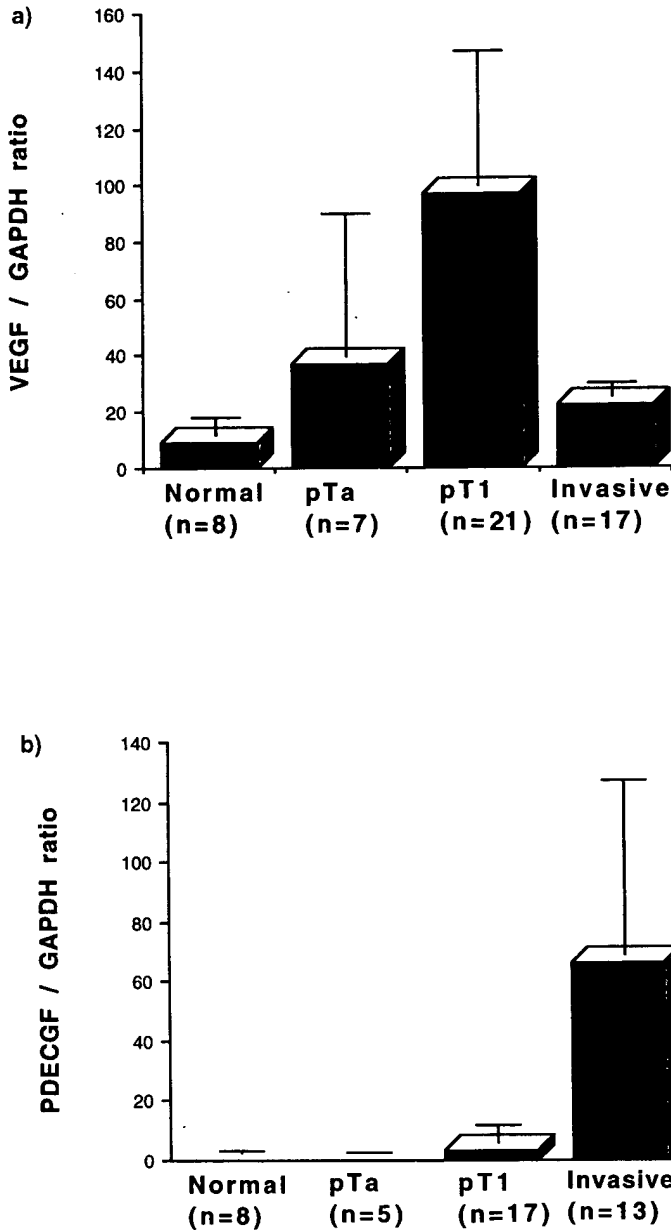 a)
160
140
120
100
80
60
40
20
0
VEGF / GAPDH ratio
Normal pTa pT1 Invasive
(n=8) (n=7) (n=21) (n=17)
b)
140
120
100
80
60
40
20
0
PDECGF / GAPDH ratio
Normal pTa pT1 Invasive
(n=8) (n=5) (n=17) (n=13)